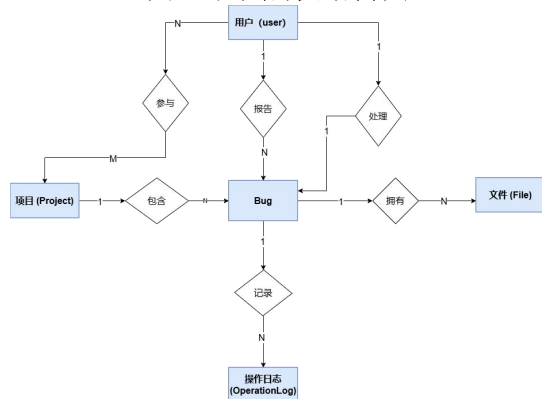 用户（user)
N
1
1
参与
报告
处理
1
N
M
项目 (Project)
1
包含
N
Bug
1
拥有
N
文件 (File)
1
记录
N
操作日志
(OperationLog)